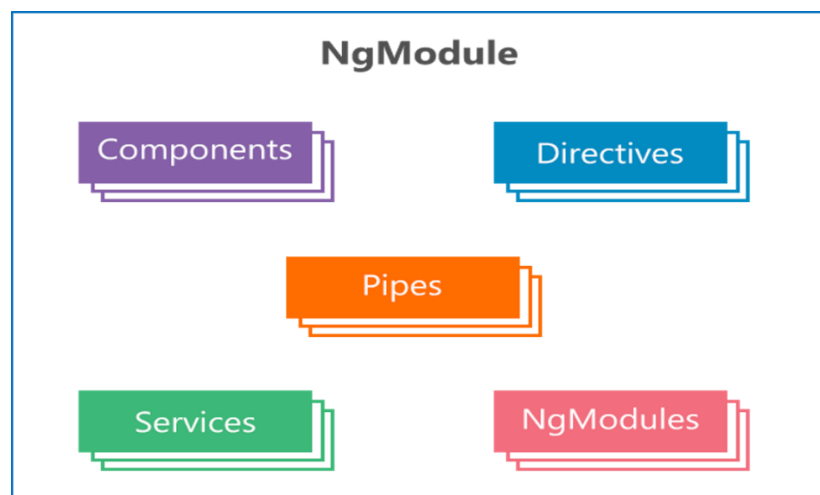 NgModule
Components
Directives
Pipes
Services
NgModules